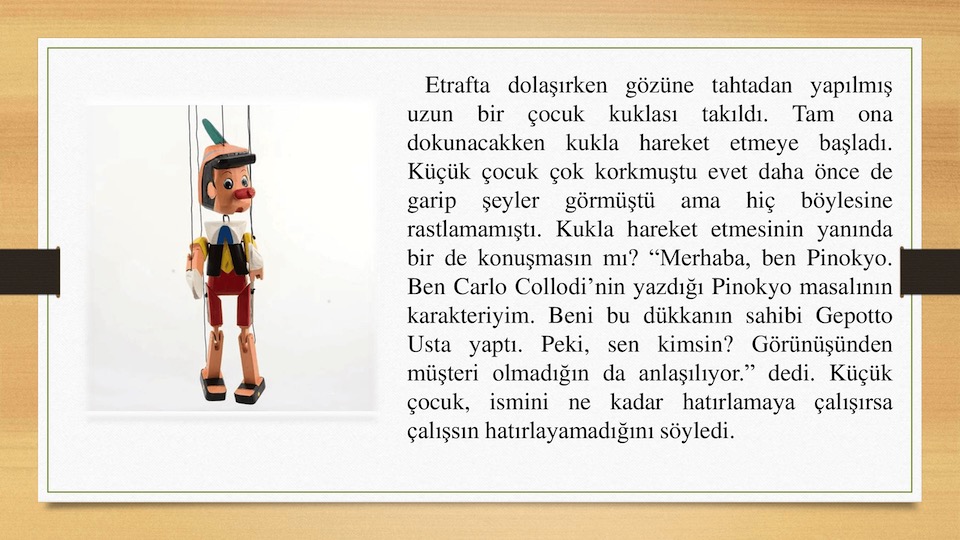 Etrafta dolaşırken gözüne tahtadan yapılmış
uzun bir çocuk kuklası takıldı. Tam ona
dokunacakken kukla hareket etmeye başladı.
Küçük çocuk çok korkmuştu evet daha önce de
garip şeyler görmüştü ama hiç böylesine
rastlamamıştı. Kukla hareket etmesinin yanında
bir de konuşmasın mı? “Merhaba, ben Pinokyo.
Ben Carlo Collodi’nin yazdığı Pinokyo masalının
karakteriyim. Beni bu dükkanın sahibi Gepotto
Usta yaptı. Peki, sen kimsin? Görünüşünden
müşteri olmadığın da anlaşılıyor.” dedi. Küçük
çocuk, ismini ne kadar hatırlamaya çalışırsa
çalışsın hatırlayamadığını söyledi.